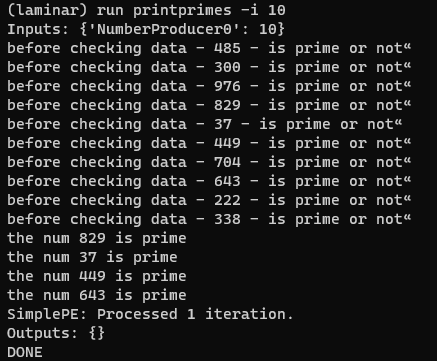 (laminar) run printprimes -i 10
Inputs: {'NumberProducer0': 10}
before checking data - 485 - is prime or not“
before checking data - 300 - is prime or not“
before checking data - 976 - is prime or not“
before checking data - 829 - is prime or not“
before checking data - 37 - is prime or not“
before checking data - 449 - is prime or not“
before checking data - 704 - is prime or not“
before checking data - 643 - is prime or not“
before checking data - 222 - is prime or not“
before checking data - 338 - is prime or not“
the num 829 is prime
the num 37 is prime
the num 449 is prime
the num 643 is prime
SimplePE: Processed 1 iteration.
Outputs: {}
DONE